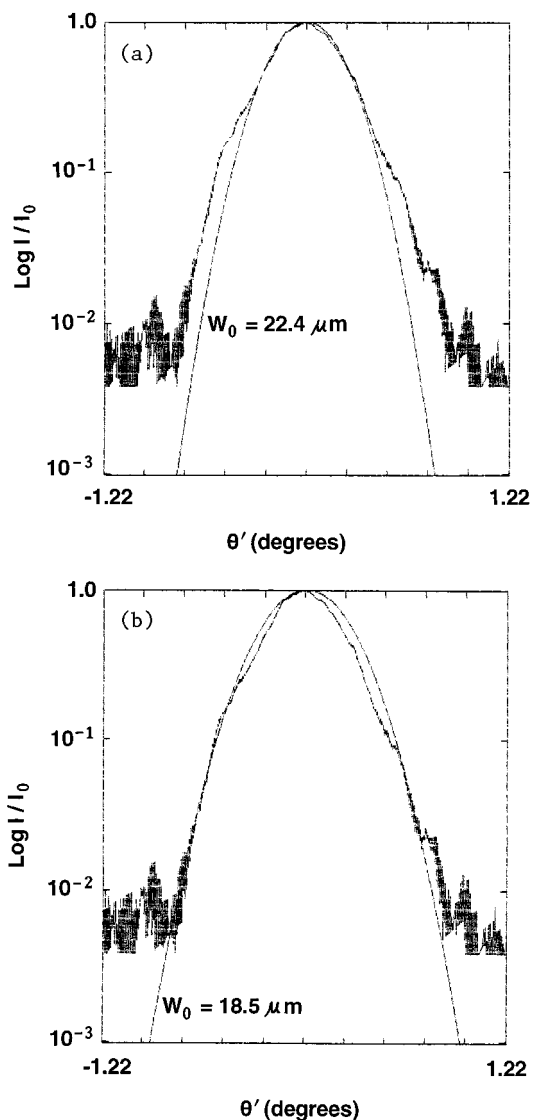 (a)
1.0
10⁻¹
10⁻²
10⁻³
Log I / I₀
W₀ = 22.4 μm
-1.22
1.22
θ′ (degrees)
(b)
1.0
10⁻¹
10⁻²
10⁻³
Log I / I₀
W₀ = 18.5 μm
-1.22
1.22
θ′ (degrees)